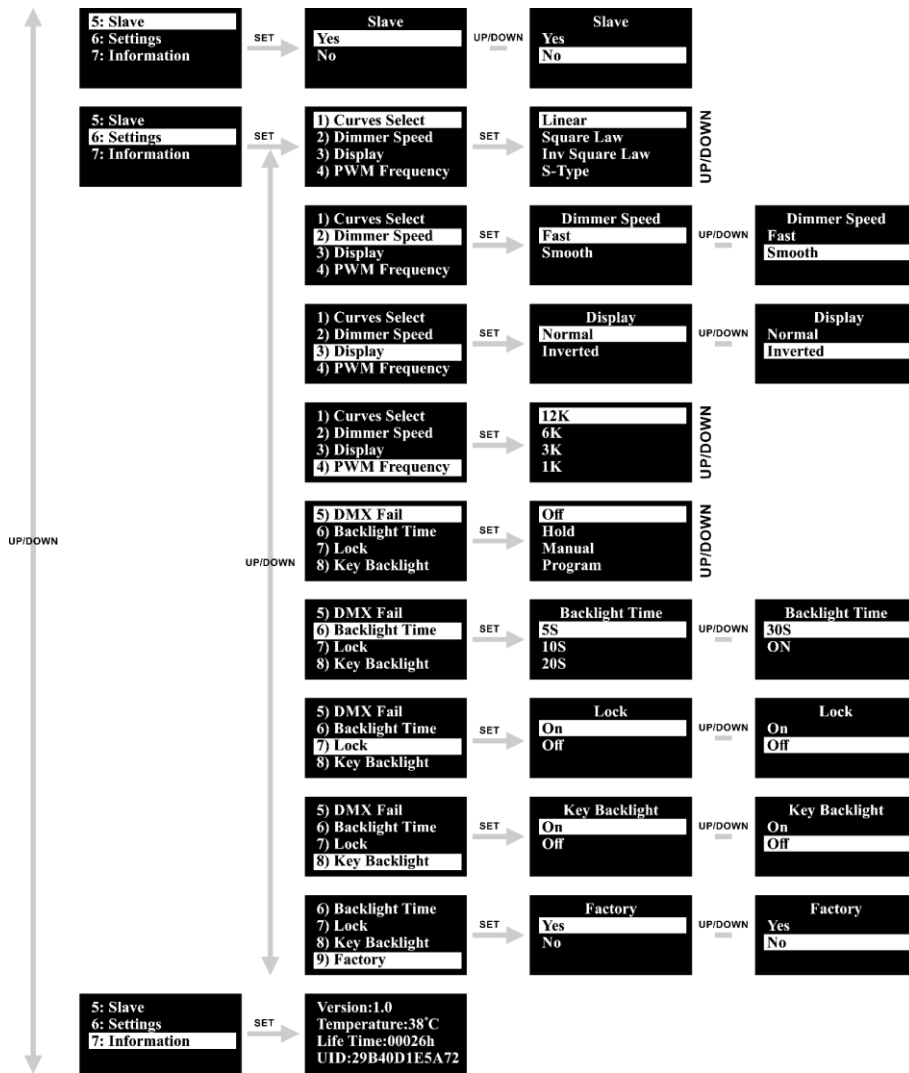 5: Slave
6: Settings
7: Information
SET
Slave
Yes
No
UP/DOWN
Slave
Yes
No
5: Slave
6: Settings
7: Information
SET
1) Curves Select
2) Dimmer Speed
3) Display
4) PWM Frequency
SET
Linear
Square Law
Inv Square Law
S-Type
UP/DOWN
1) Curves Select
2) Dimmer Speed
3) Display
4) PWM Frequency
SET
Dimmer Speed
Fast
Smooth
UP/DOWN
Dimmer Speed
Fast
Smooth
1) Curves Select
2) Dimmer Speed
3) Display
4) PWM Frequency
SET
Display
Normal
Inverted
UP/DOWN
Display
Normal
Inverted
1) Curves Select
2) Dimmer Speed
3) Display
4) PWM Frequency
SET
12K
6K
3K
1K
UP/DOWN
UP/DOWN
UP/DOWN
5) DMX Fail
6) Backlight Time
7) Lock
8) Key Backlight
SET
Off
Hold
Manual
Program
UP/DOWN
5) DMX Fail
6) Backlight Time
7) Lock
8) Key Backlight
SET
Backlight Time
5S
10S
20S
UP/DOWN
Backlight Time
30S
ON
5) DMX Fail
6) Backlight Time
7) Lock
8) Key Backlight
SET
Lock
On
Off
UP/DOWN
Lock
On
Off
5) DMX Fail
6) Backlight Time
7) Lock
8) Key Backlight
SET
Key Backlight
On
Off
UP/DOWN
Key Backlight
On
Off
6) Backlight Time
7) Lock
8) Key Backlight
9) Factory
SET
Factory
Yes
No
UP/DOWN
Factory
Yes
No
5: Slave
6: Settings
7: Information
SET
Version:1.0
Temperature:38°C
Life Time:00026h
UID:29B40D1E5A72